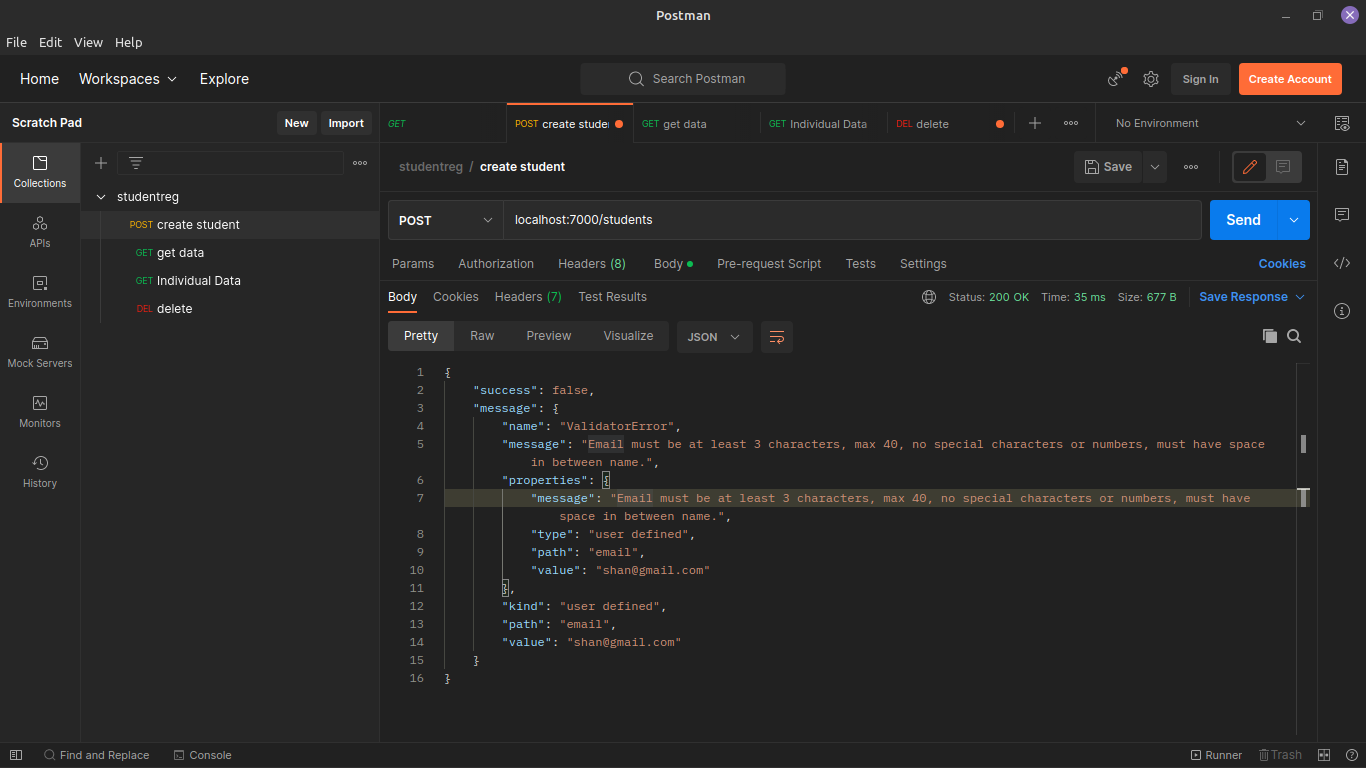 Postman
File Edit View Help
Home Workspaces Explore Search Postman Sign In Create Account
Scratch Pad New Import
GET POST create stude GET get data GET Individual Data DEL delete No Environment
studentreg / create student Save
Collections
APIs
Environments
Mock Servers
Monitors
History
studentreg
POST create student
GET get data
GET Individual Data
DEL delete
POST localhost:7000/students Send
Params Authorization Headers (8) Body Pre-request Script Tests Settings Cookies
Body Cookies Headers (7) Test Results Status: 200 OK Time: 35 ms Size: 677 B Save Response
Pretty Raw Preview Visualize JSON
1 {
2 "success": false,
3 "message": {
4 "name": "ValidatorError",
5 "message": "Email must be at least 3 characters, max 40, no special characters or numbers, must have space
in between name.",
6 "properties": {
7 "message": "Email must be at least 3 characters, max 40, no special characters or numbers, must have
space in between name.",
8 "type": "user defined",
9 "path": "email",
10 "value": "shan@gmail.com"
11 },
12 "kind": "user defined",
13 "path": "email",
14 "value": "shan@gmail.com"
15 }
16 }
Find and Replace Console Runner Trash